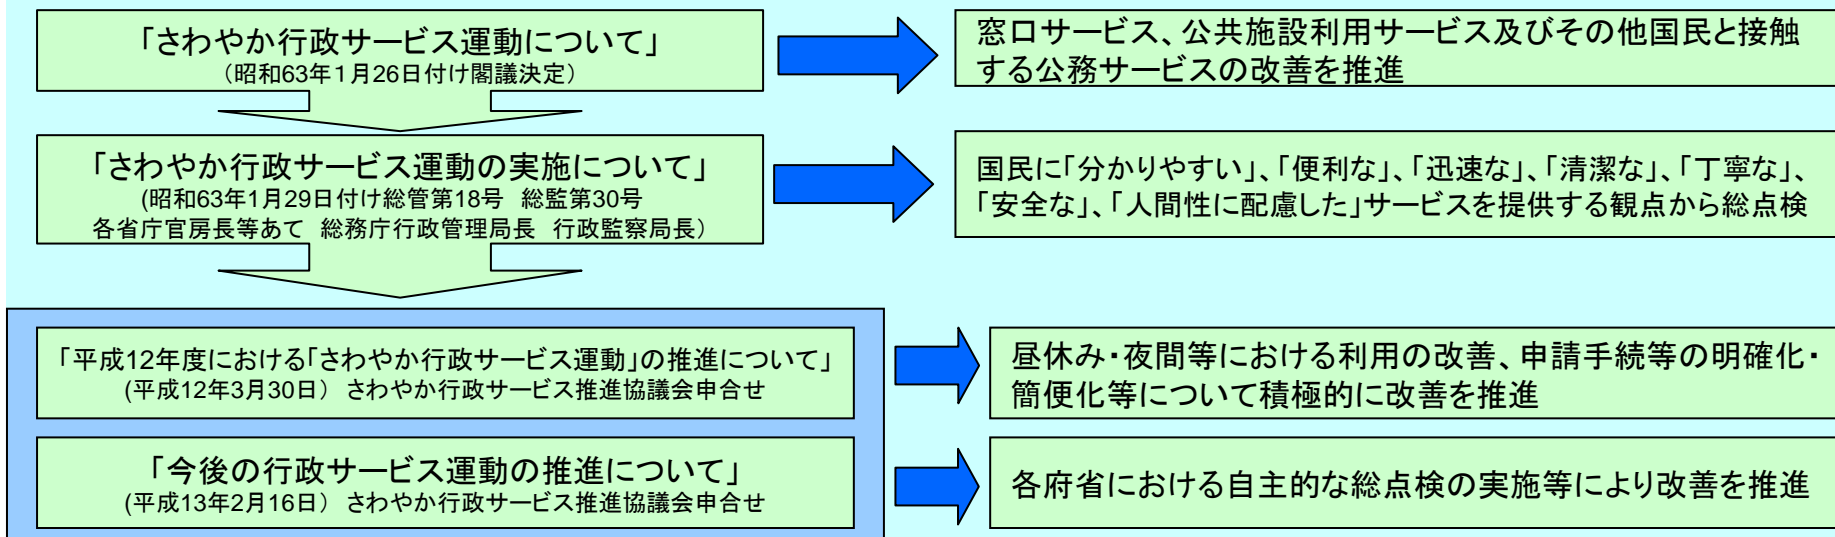 「さわやか行政サービス運動について」
（昭和63年１月26日付け閣議決定）
窓口サービス、公共施設利用サービス及びその他国民と接触
する公務サービスの改善を推進
「さわやか行政サービス運動の実施について」
(昭和63年1月29日付け総管第18号　総監第30号
各省庁官房長等あて　総務庁行政管理局長　行政監察局長）
国民に「分かりやすい」、「便利な」、「迅速な」、「清潔な」、「丁寧な」、
「安全な」、「人間性に配慮した」サービスを提供する観点から総点検
「平成12年度における「さわやか行政サービス運動」の推進について」
(平成12年3月30日）　さわやか行政サービス推進協議会申合せ
昼休み・夜間等における利用の改善、申請手続等の明確化・
簡便化等について積極的に改善を推進
「今後の行政サービス運動の推進について」
(平成13年2月16日）　さわやか行政サービス推進協議会申合せ
各府省における自主的な総点検の実施等により改善を推進